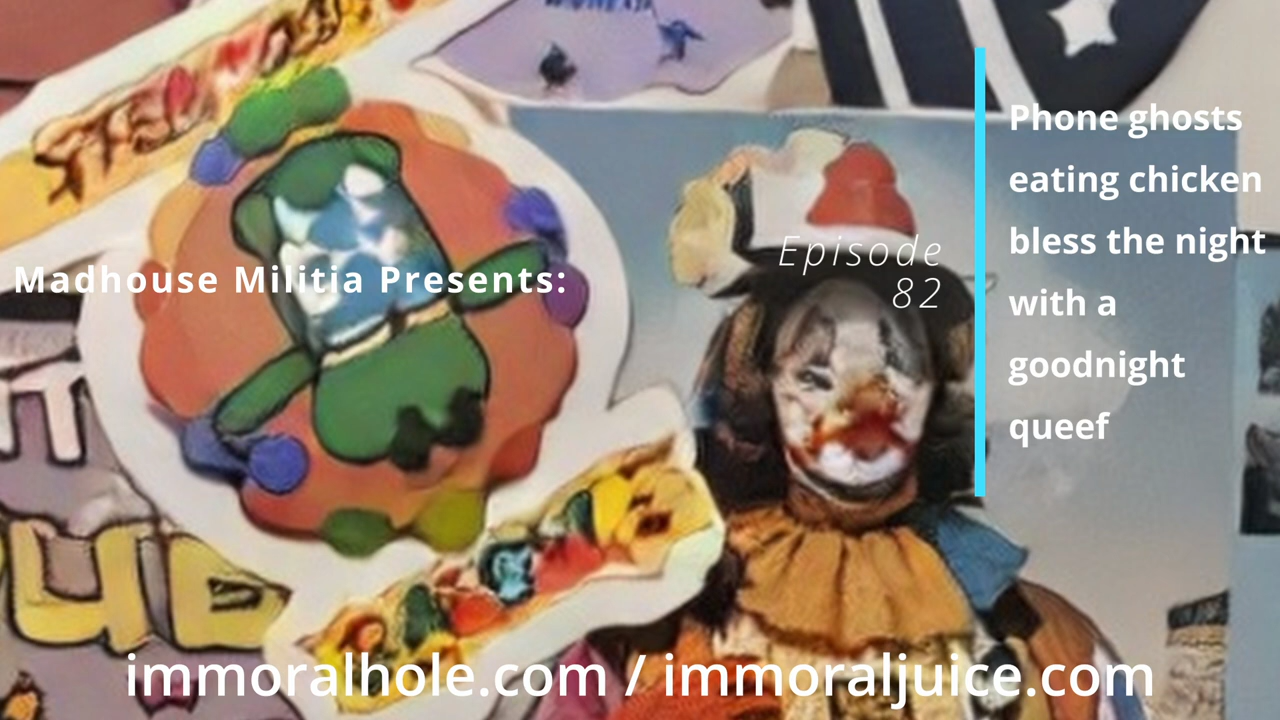 Madhouse Militia Presents:
Episode
82
Phone ghosts
eating chicken
bless the night
with a
goodnight
queef
immoralhole.com / immoraljuice.com